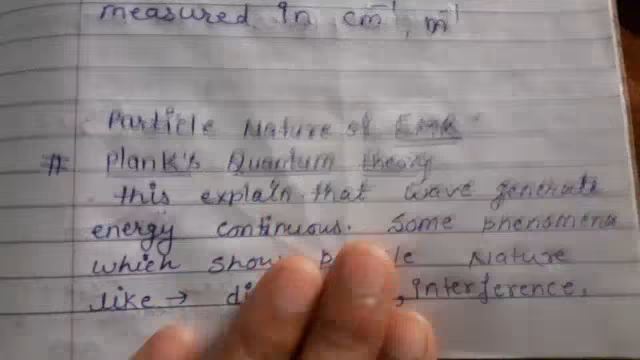 measured in cm⁻¹, m⁻¹
Particle Nature of EMR
# Plank's Quantum theory
this explain that wave generate
energy continuous. Some phenomena
which show Nature
like → , interference.